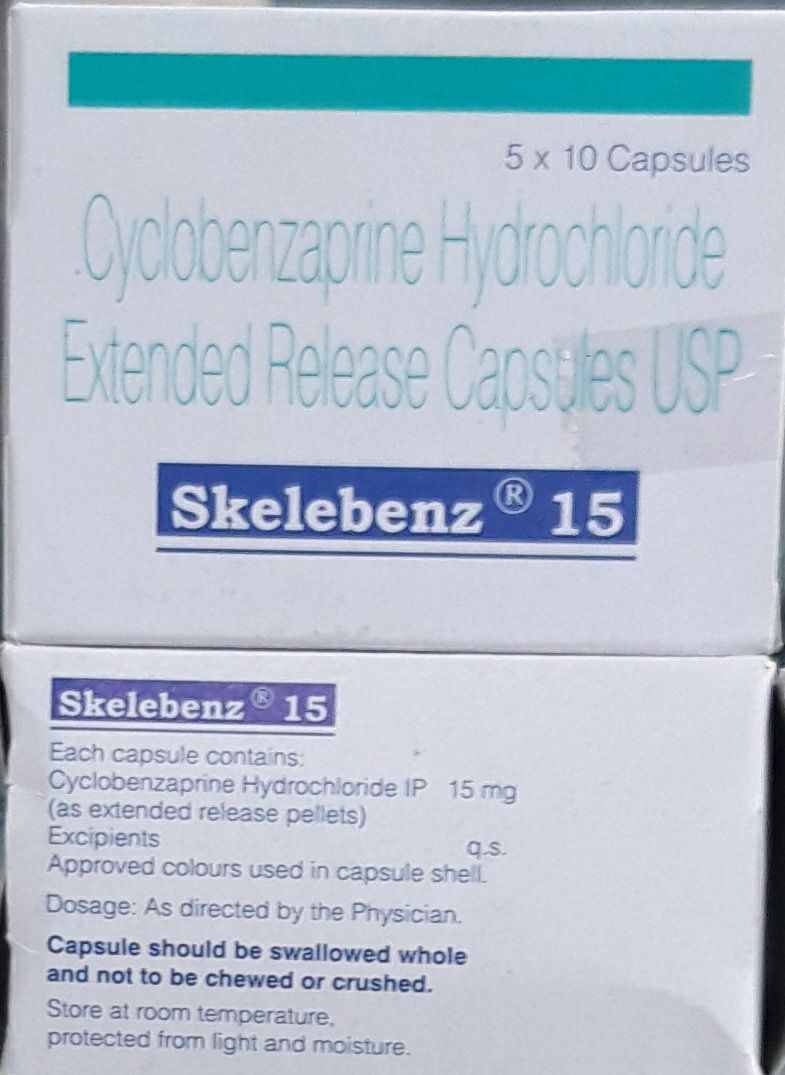 5 x 10 Capsules
Cyclobenzaprine Hydrochloride
Extended Release Capsules USP
Skelebenz ® 15
Skelebenz ® 15
Each capsule contains:
Cyclobenzaprine Hydrochloride IP 15 mg
(as extended release pellets)
Excipients q.s.
Approved colours used in capsule shell.
Dosage: As directed by the Physician.
Capsule should be swallowed whole
and not to be chewed or crushed.
Store at room temperature,
protected from light and moisture.